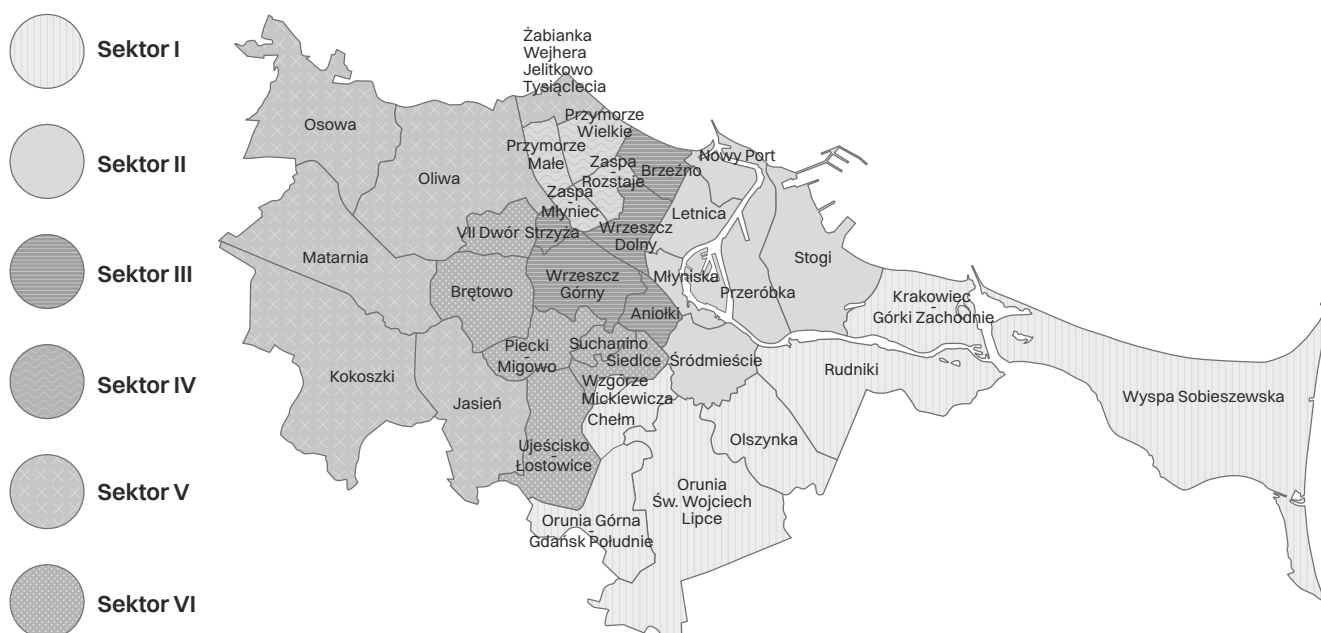 Sektor I
Sektor II
Sektor III
Sektor IV
Sektor V
Sektor VI
Żabianka
Wejhera
Jelitkowo
Tysiąclecia
Osowa
Przymorze
Wielkie
Przymorze
Małe
Oliwa
Zaspa
-
Rozstaje
Brzeźno
Nowy Port
Zaspa
-
Młyniec
Letnica
VII Dwór
Strzyża
Wrzeszcz
Dolny
Matarnia
Stogi
Brętowo
Wrzeszcz
Górny
Młyniska
Przeróbka
Krakowiec
-
Górki Zachodnie
Aniołki
Piecki
-
Migowo
Suchanino
Siedlce
Śródmieście
Rudniki
Kokoszki
Wzgórze
Mickiewicza
Wyspa Sobieszewska
Jasień
Chełm
Ujeścisko
-
Łostowice
Olszynka
Orunia
Św. Wojciech
Lipce
Orunia Górna
-
Gdańsk Południe